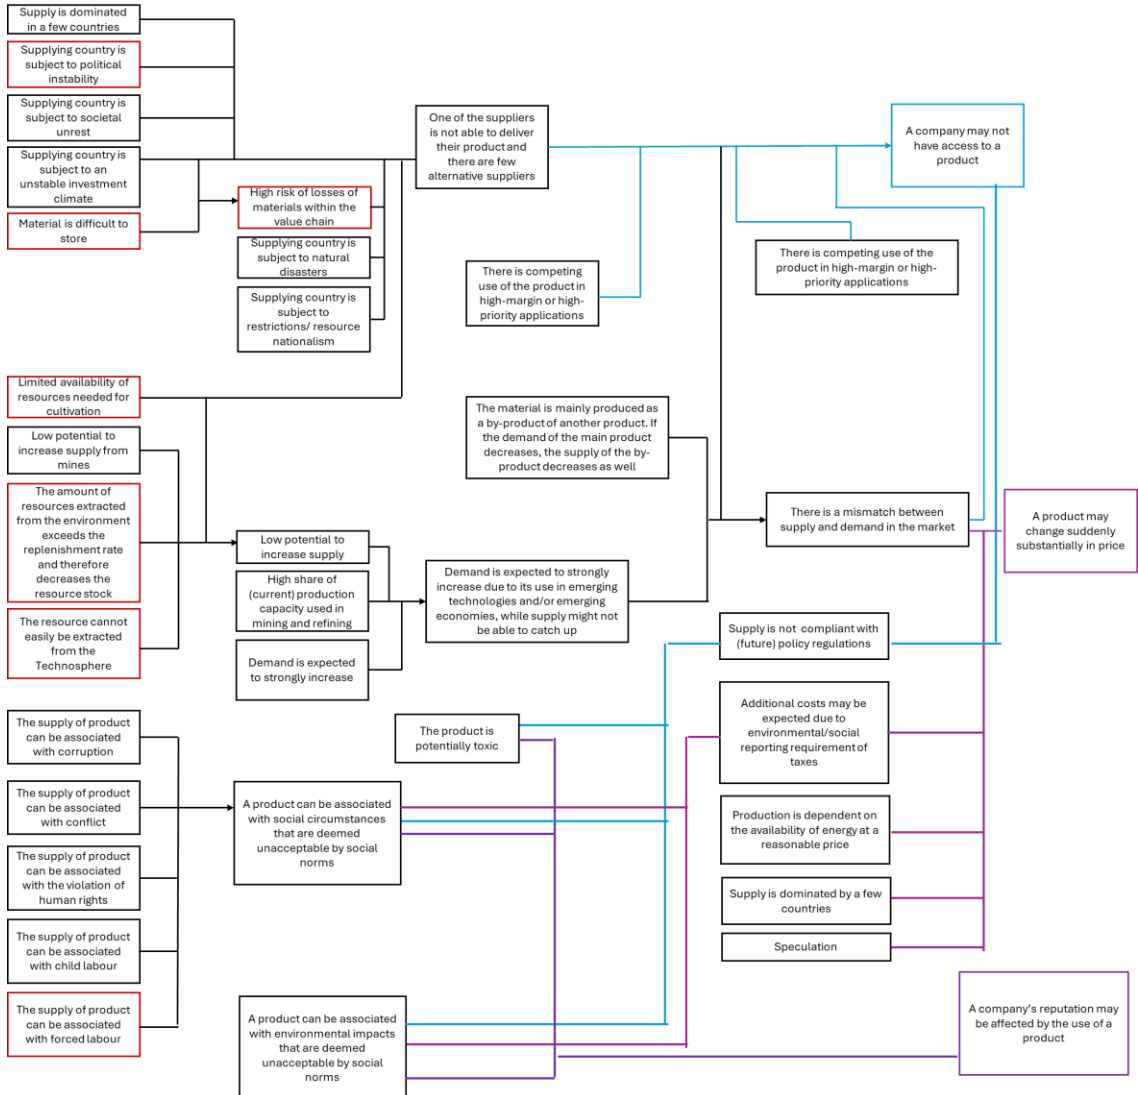 Supply is dominated
in a few countries
Supplying country is
subject to political
instability
Supplying country is
subject to societal
unrest
Supplying country is
subject to an
unstable investment
climate
Material is difficult to
store
High risk of losses of
materials within the
value chain
Supplying country is
subject to natural
disasters
Supplying country is
subject to
restrictions/ resource
nationalism
One of the suppliers
is not able to deliver
their product and
there are few
alternative suppliers
A company may not
have access to a
product
There is competing
use of the product in
high-margin or high-
priority applications
There is competing use of the
product in high-margin or high-
priority applications
Limited availability of
resources needed for
cultivation
Low potential to
increase supply from
mines
The amount of
resources extracted
from the environment
exceeds the
replenishment rate
and therefore
decreases the
resource stock
The resource cannot
easily be extracted
from the
Technosphere
Low potential to
increase supply
High share of
(current) production
capacity used in
mining and refining
Demand is expected
to strongly increase
The material is mainly produced as
a by-product of another product. If
the demand of the main product
decreases, the supply of the by-
product decreases as well
Demand is expected to strongly
increase due to its use in emerging
technologies and/or emerging
economies, while supply might not
be able to catch up
There is a mismatch between
supply and demand in the market
A product may
change suddenly
substantially in price
Supply is not compliant with
(future) policy regulations
Additional costs may be
expected due to
environmental/social
reporting requirement of
taxes
Production is dependent on
the availability of energy at a
reasonable price
Supply is dominated by a few
countries
Speculation
The product is
potentially toxic
The supply of product
can be associated
with corruption
The supply of product
can be associated
with conflict
The supply of product
can be associated
with the violation of
human rights
The supply of product
can be associated
with child labour
The supply of product
can be associated
with forced labour
A product can be associated
with social circumstances
that are deemed
unacceptable by social
norms
A product can be associated
with environmental impacts
that are deemed
unacceptable by social
norms
A company's reputation may
be affected by the use of a
product